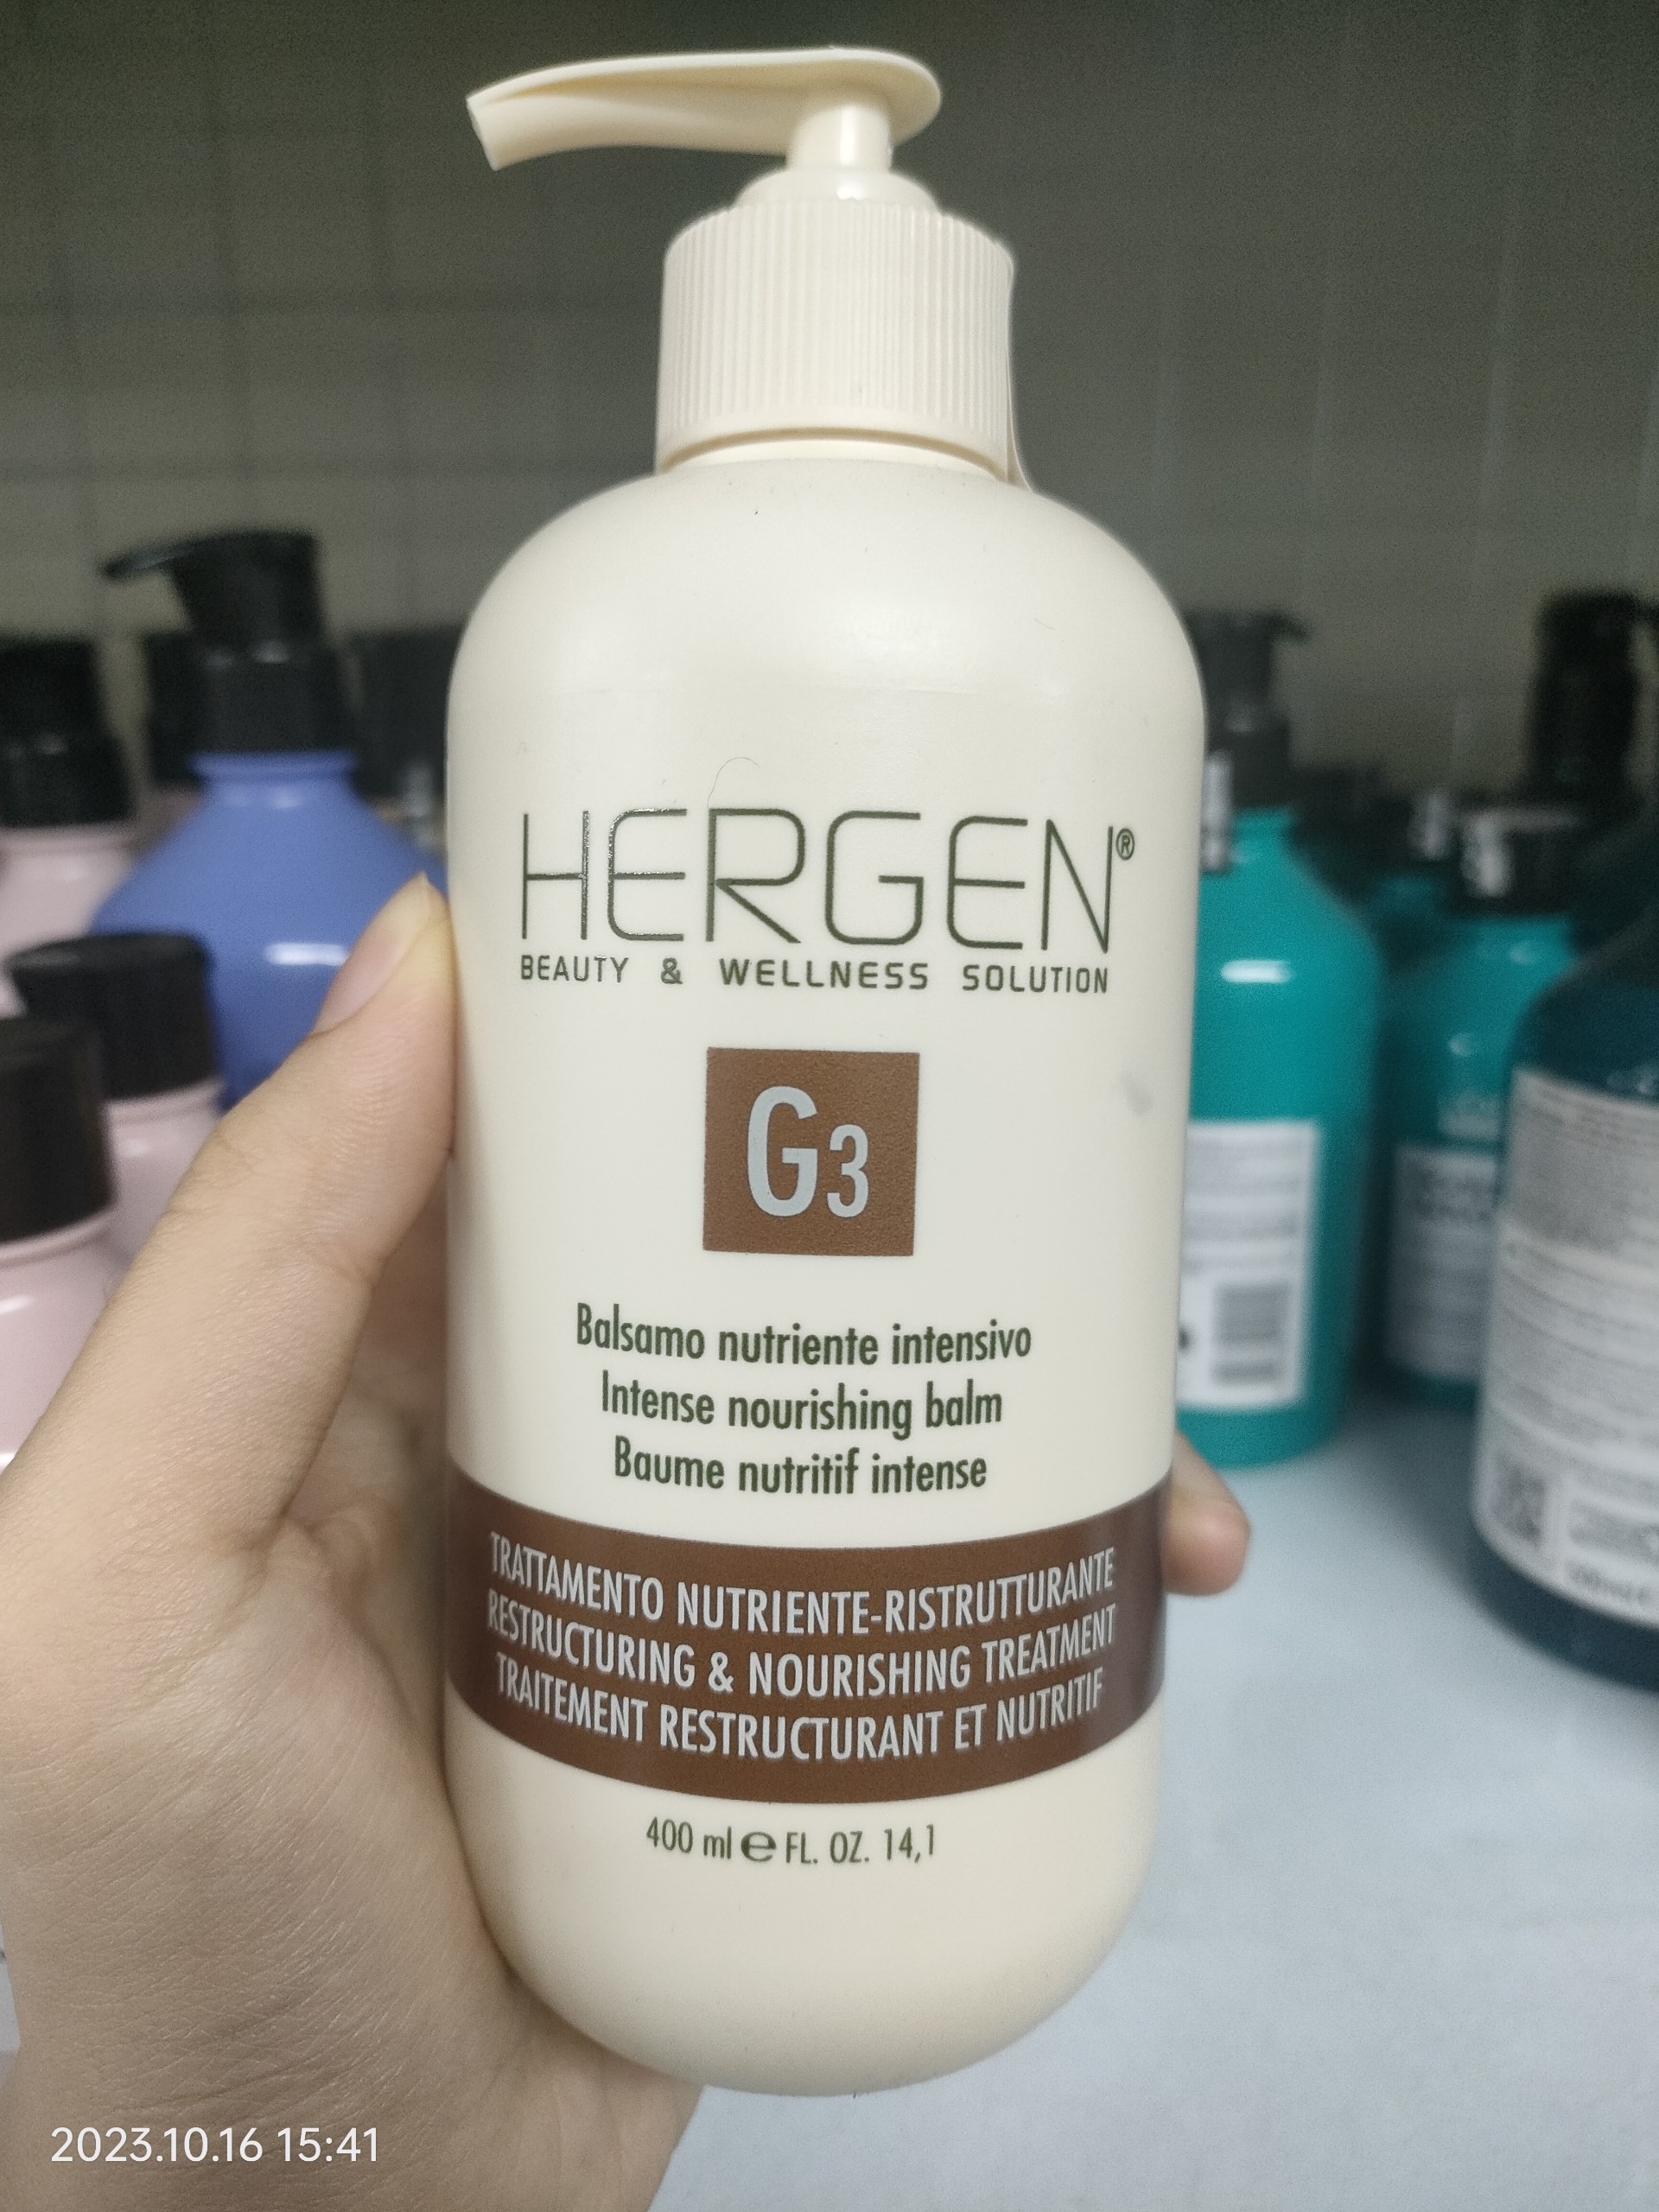 HERGEN®
BEAUTY & WELLNESS SOLUTION
G3
Balsamo nutriente intensivo
Intense nourishing balm
Baume nutritif intense
TRATTAMENTO NUTRIENTE-RISTRUTTURANTE
RESTRUCTURING & NOURISHING TREATMENT
TRAITEMENT RESTRUCTURANT ET NUTRITIF
400 ml e FL. OZ. 14,1
2023.10.16 15:41